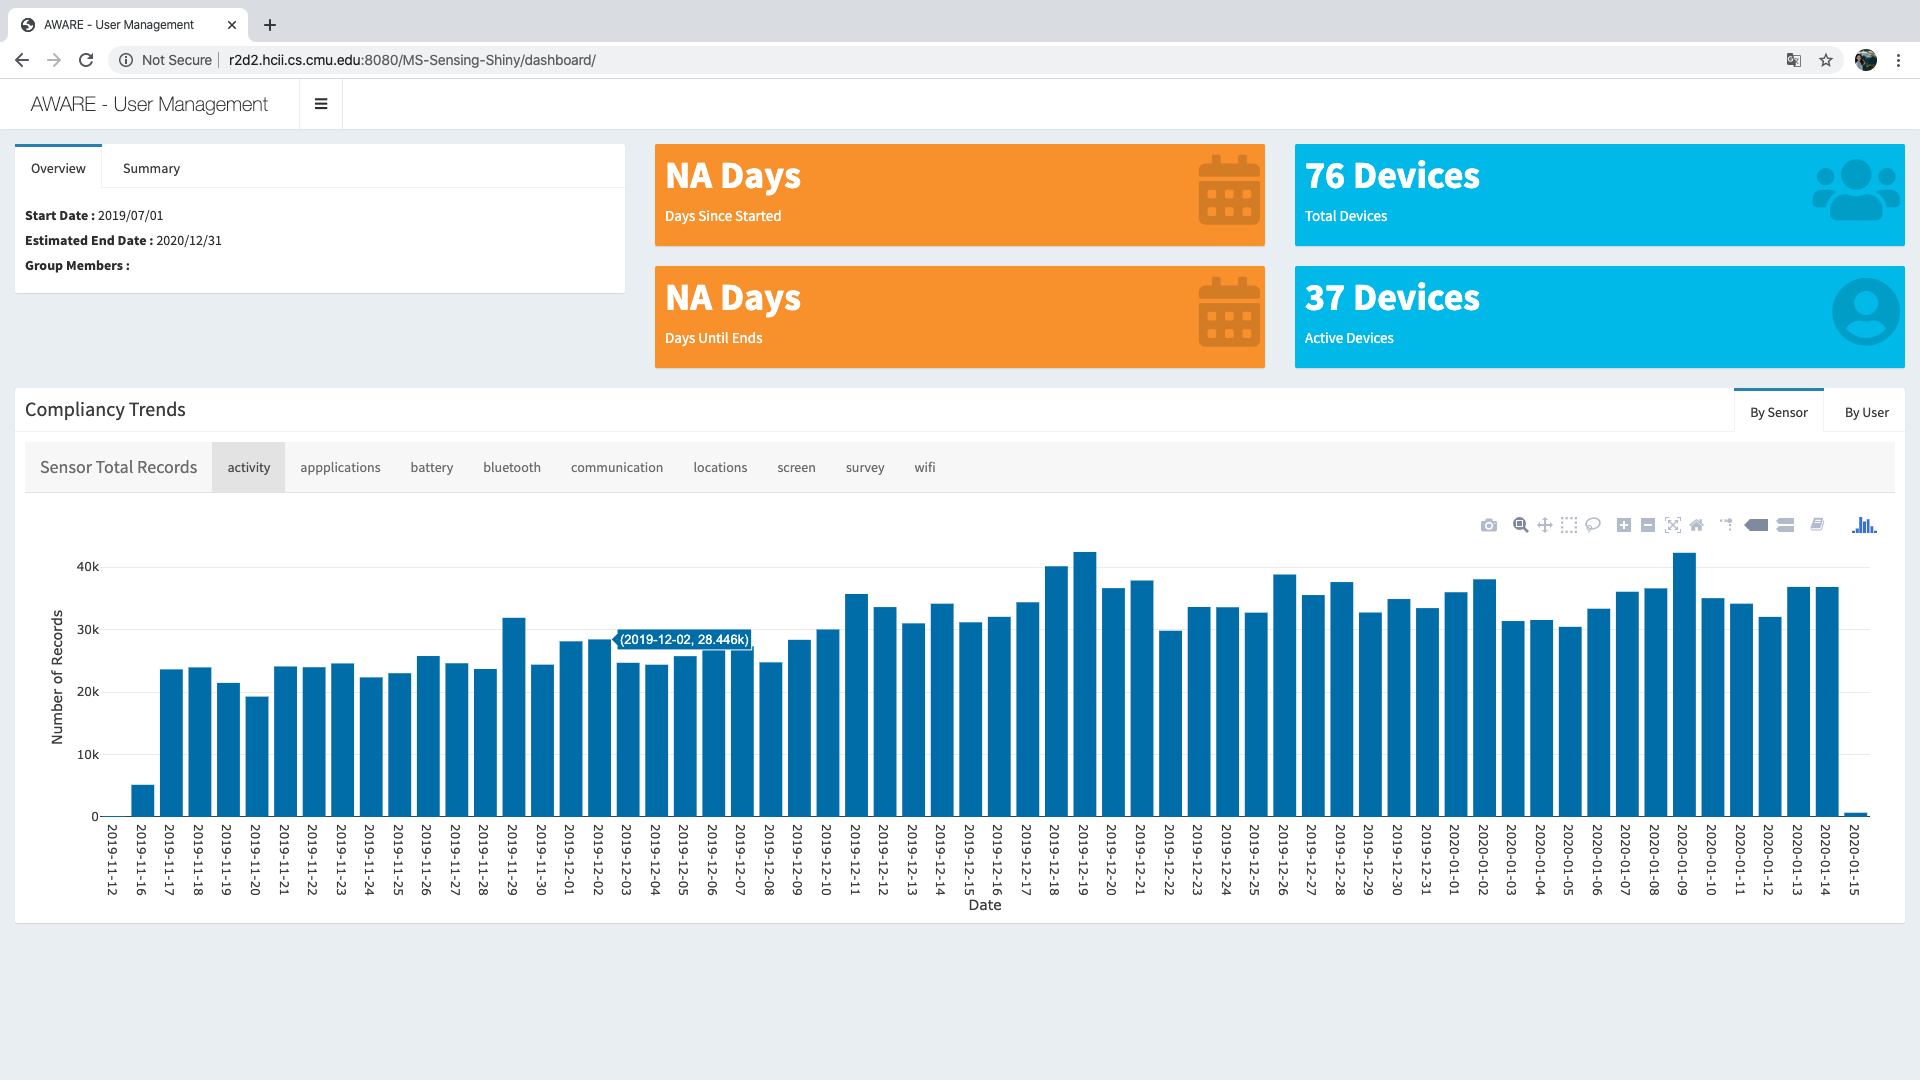 AWARE - User Management
Not Secure
r2d2.hcii.cs.cmu.edu:8080/MS-Sensing-Shiny/dashboard/
AWARE - User Management
Overview
Summary
Start Date : 2019/07/01
Estimated End Date : 2020/12/31
Group Members :
NA Days
Days Since Started
76 Devices
Total Devices
NA Days
Days Until Ends
37 Devices
Active Devices
Compliancy Trends
By Sensor
By User
Sensor Total Records
activity
appplications
battery
bluetooth
communication
locations
screen
survey
wifi
Number of Records
40k
30k
20k
10k
0
(2019-12-02, 28.446k)
2019-11-12
2019-11-16
2019-11-17
2019-11-18
2019-11-19
2019-11-20
2019-11-21
2019-11-22
2019-11-23
2019-11-24
2019-11-25
2019-11-26
2019-11-27
2019-11-28
2019-11-29
2019-11-30
2019-12-01
2019-12-02
2019-12-03
2019-12-04
2019-12-05
2019-12-06
2019-12-07
2019-12-08
2019-12-09
2019-12-10
2019-12-11
2019-12-12
2019-12-13
2019-12-14
2019-12-15
2019-12-16
2019-12-17
2019-12-18
2019-12-19
2019-12-20
2019-12-21
2019-12-22
2019-12-23
2019-12-24
2019-12-25
2019-12-26
2019-12-27
2019-12-28
2019-12-29
2019-12-30
2019-12-31
2020-01-01
2020-01-02
2020-01-03
2020-01-04
2020-01-05
2020-01-06
2020-01-07
2020-01-08
2020-01-09
2020-01-10
2020-01-11
2020-01-12
2020-01-13
2020-01-14
2020-01-15
Date